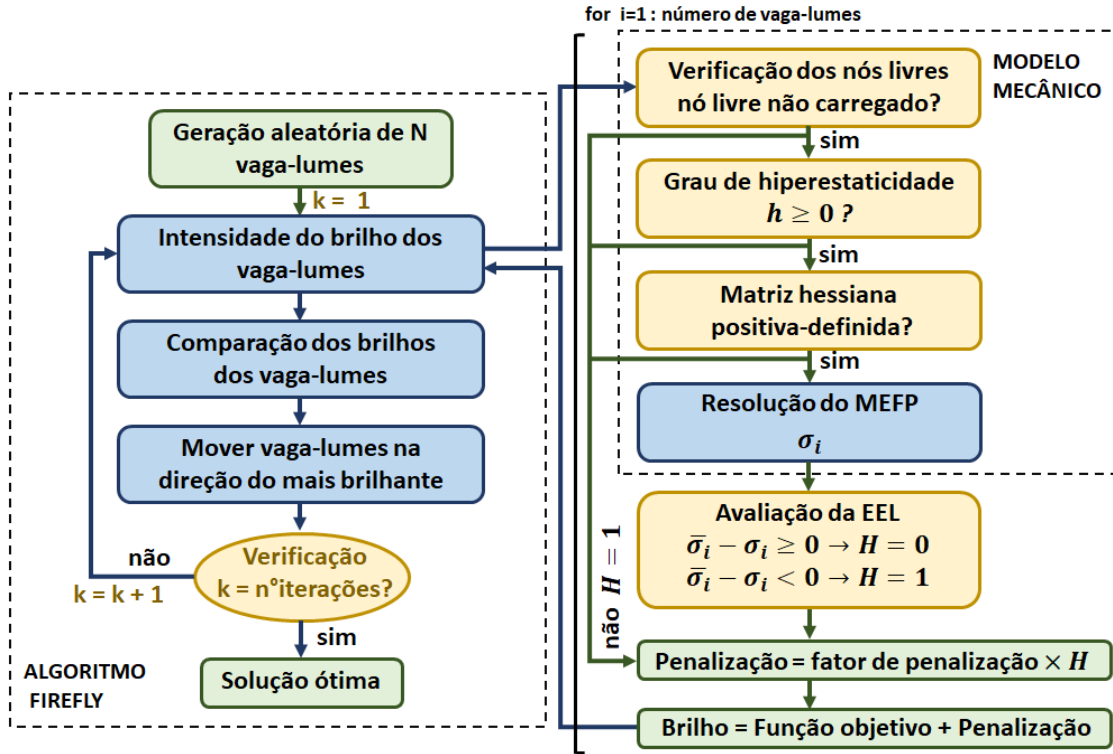 for i=1 : número de vaga-lumes
MODELO
MECÂNICO
Verificação dos nós livres
nó livre não carregado?
sim
Grau de hiperestaticidade
h ≥ 0 ?
sim
Matriz hessiana
positiva-definida?
sim
Resolução do MEFP
σᵢ
Avaliação da EEL
σ̅ᵢ − σᵢ ≥ 0 → H = 0
σ̅ᵢ − σᵢ < 0 → H = 1
não H = 1
Penalização = fator de penalização × H
Brilho = Função objetivo + Penalização
Geração aleatória de N
vaga-lumes
k = 1
Intensidade do brilho dos
vaga-lumes
Comparação dos brilhos
dos vaga-lumes
Mover vaga-lumes na
direção do mais brilhante
não
k = k + 1
Verificação
k = n°iterações?
sim
Solução ótima
ALGORITMO
FIREFLY